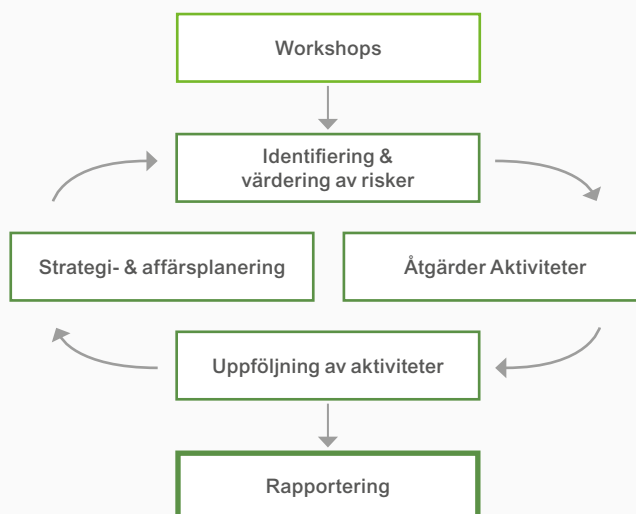 Workshops
Identifiering &
värdering av risker
Strategi- & affärsplanering
Åtgärder Aktiviteter
Uppföljning av aktiviteter
Rapportering